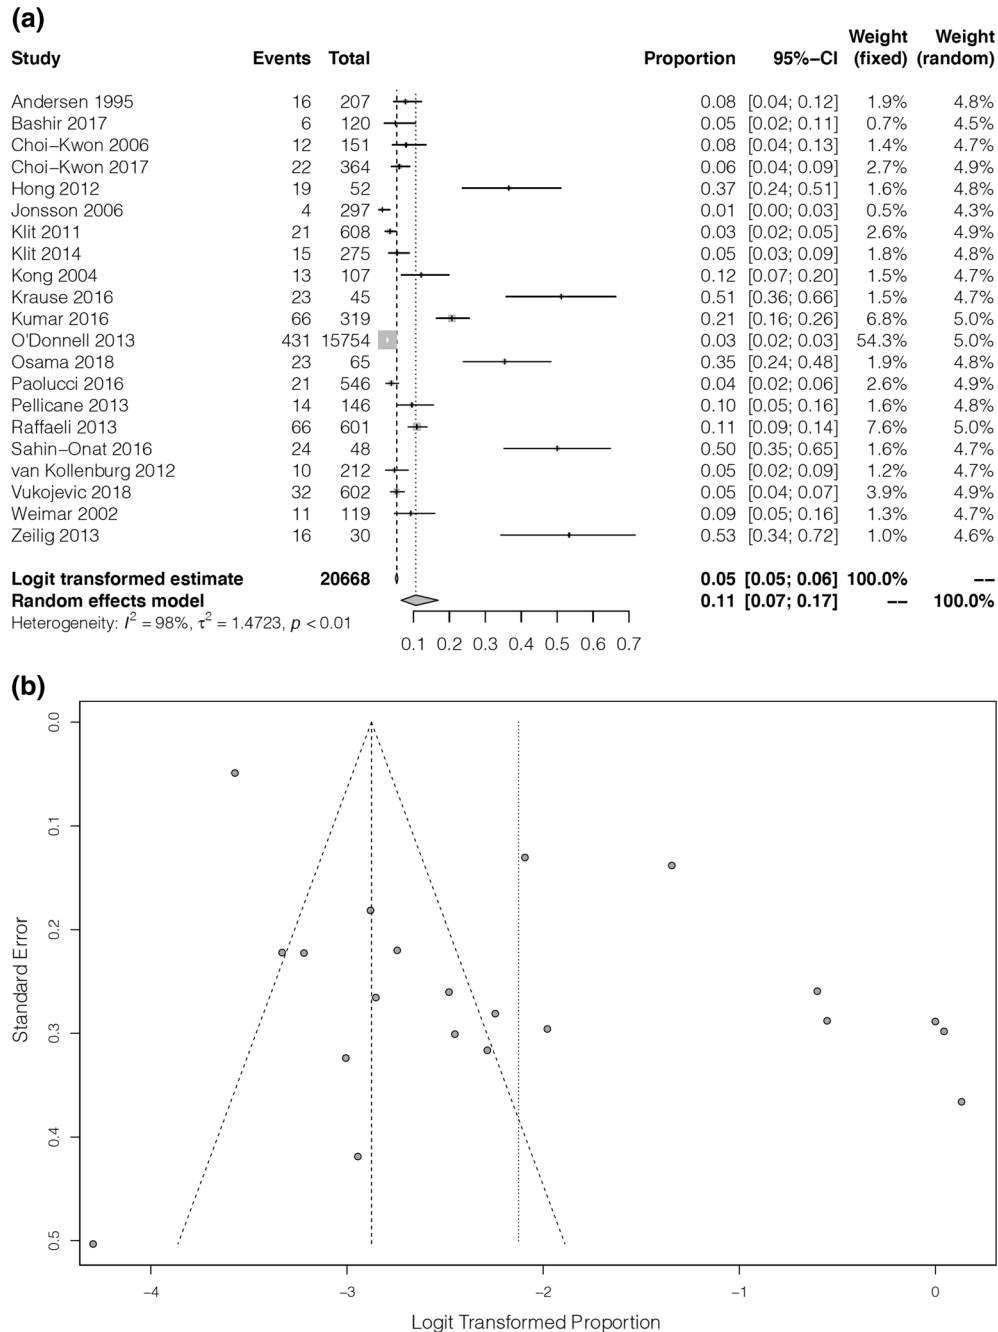 (a)
Study Events Total Proportion 95%–CI Weight (fixed) Weight (random)
Andersen 1995 16 207 0.08 [0.04; 0.12] 1.9% 4.8%
Bashir 2017 6 120 0.05 [0.02; 0.11] 0.7% 4.5%
Choi–Kwon 2006 12 151 0.08 [0.04; 0.13] 1.4% 4.7%
Choi–Kwon 2017 22 364 0.06 [0.04; 0.09] 2.7% 4.9%
Hong 2012 19 52 0.37 [0.24; 0.51] 1.6% 4.8%
Jonsson 2006 4 297 0.01 [0.00; 0.03] 0.5% 4.3%
Klit 2011 21 608 0.03 [0.02; 0.05] 2.6% 4.9%
Klit 2014 15 275 0.05 [0.03; 0.09] 1.8% 4.8%
Kong 2004 13 107 0.12 [0.07; 0.20] 1.5% 4.7%
Krause 2016 23 45 0.51 [0.36; 0.66] 1.5% 4.7%
Kumar 2016 66 319 0.21 [0.16; 0.26] 6.8% 5.0%
O'Donnell 2013 431 15754 0.03 [0.02; 0.03] 54.3% 5.0%
Osama 2018 23 65 0.35 [0.24; 0.48] 1.9% 4.8%
Paolucci 2016 21 546 0.04 [0.02; 0.06] 2.6% 4.9%
Pellicane 2013 14 146 0.10 [0.05; 0.16] 1.6% 4.8%
Raffaeli 2013 66 601 0.11 [0.09; 0.14] 7.6% 5.0%
Sahin–Onat 2016 24 48 0.50 [0.35; 0.65] 1.6% 4.7%
van Kollenburg 2012 10 212 0.05 [0.02; 0.09] 1.2% 4.7%
Vukojevic 2018 32 602 0.05 [0.04; 0.07] 3.9% 4.9%
Weimar 2002 11 119 0.09 [0.05; 0.16] 1.3% 4.7%
Zeilig 2013 16 30 0.53 [0.34; 0.72] 1.0% 4.6%
Logit transformed estimate 20668 0.05 [0.05; 0.06] 100.0% ––
Random effects model 0.11 [0.07; 0.17] –– 100.0%
Heterogeneity: I² = 98%, τ² = 1.4723, p < 0.01
0.1 0.2 0.3 0.4 0.5 0.6 0.7
(b)
Standard Error
0.0
0.1
0.2
0.3
0.4
0.5
−4 −3 −2 −1 0
Logit Transformed Proportion